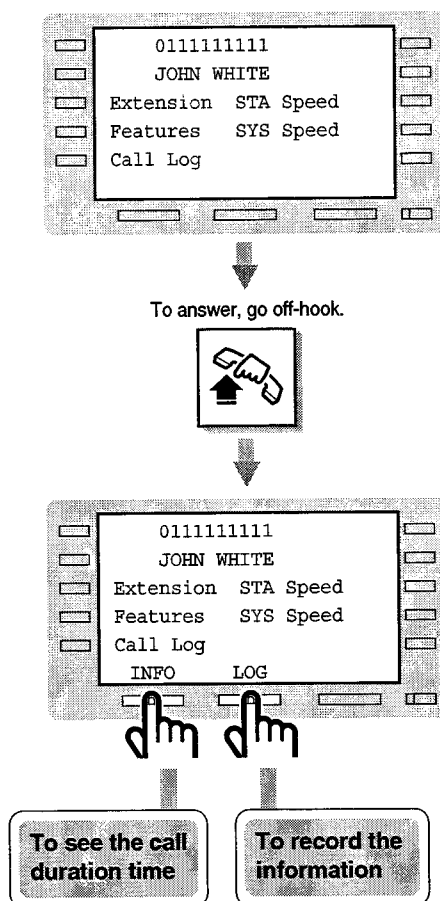 0111111111
JOHN WHITE
Extension STA Speed
Features SYS Speed
Call Log
To answer, go off-hook.
0111111111
JOHN WHITE
Extension STA Speed
Features SYS Speed
Call Log
INFO LOG
To see the call
duration time
To record the
information